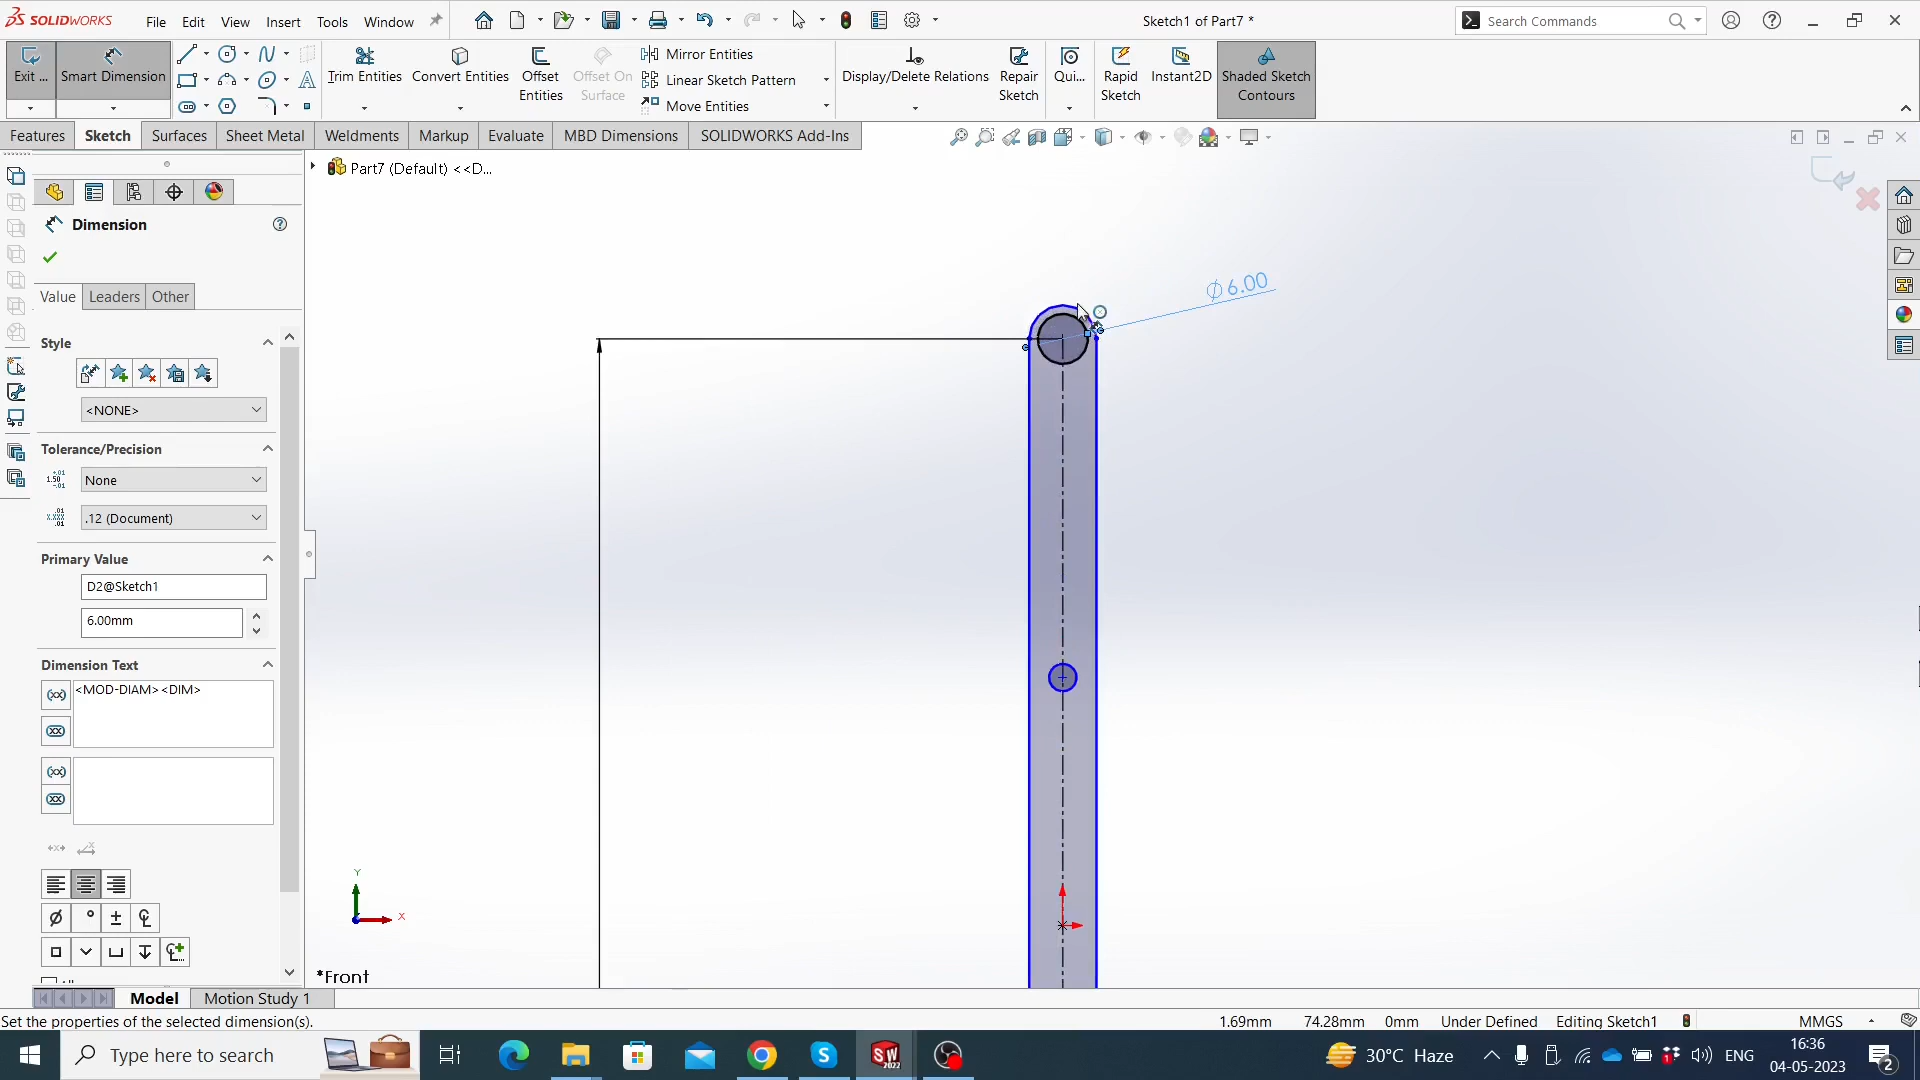 SOLIDWORKS File Edit View Insert Tools Window Sketch1 of Part7 * Search Commands
Exit ... Smart Dimension Trim Entities Convert Entities Offset Entities Offset On Surface Mirror Entities Linear Sketch Pattern Move Entities Display/Delete Relations Repair Sketch Qui... Rapid Sketch Instant2D Shaded Sketch Contours
Features Sketch Surfaces Sheet Metal Weldments Markup Evaluate MBD Dimensions SOLIDWORKS Add-Ins
Part7 (Default) <<D...
Dimension
Value Leaders Other
Style
<NONE>
Tolerance/Precision
None
.12 (Document)
Primary Value
D2@Sketch1
6.00mm
Dimension Text
<MOD-DIAM><DIM>
∅6.00
Y
X
*Front
Model Motion Study 1
Set the properties of the selected dimension(s). 1.69mm 74.28mm 0mm Under Defined Editing Sketch1 MMGS
Type here to search 30°C Haze ENG 16:36
04-05-2023 2